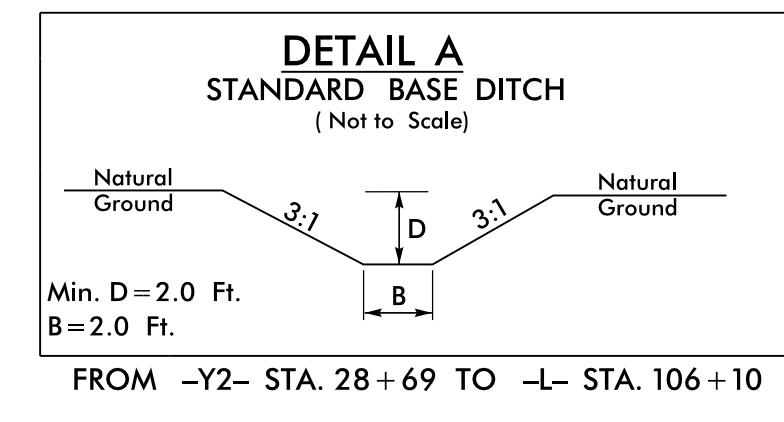 DETAIL A
STANDARD BASE DITCH
( Not to Scale)
Natural
Ground
3:1
D
3:1
Natural
Ground
Min. D=2.0 Ft.
B
B=2.0 Ft.
FROM –Y2– STA. 28+69 TO –L– STA. 106+10